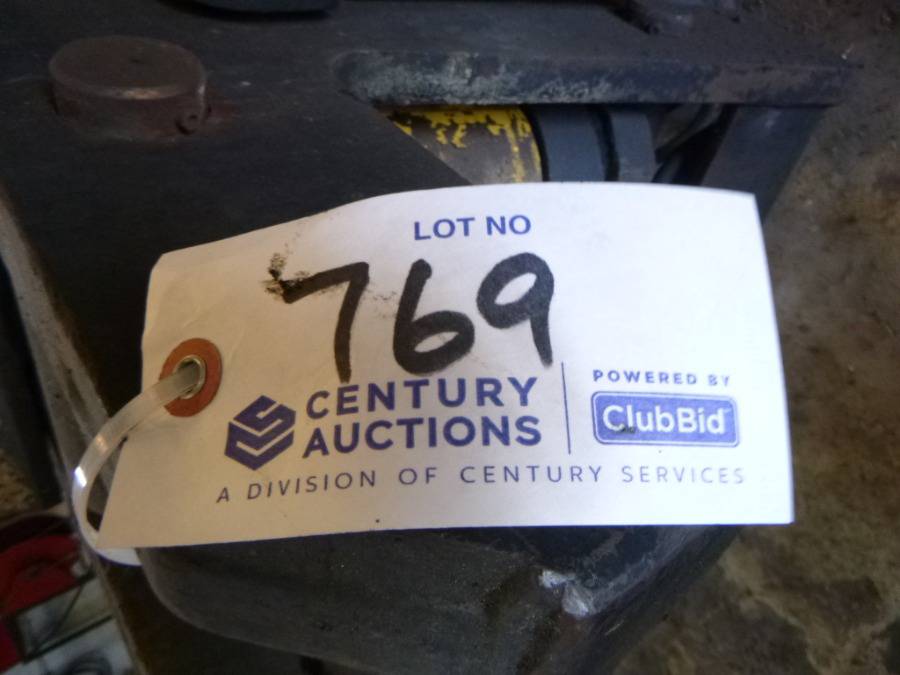 LOT NO
769
CENTURY
AUCTIONS
POWERED BY
ClubBid
A DIVISION OF CENTURY SERVICES